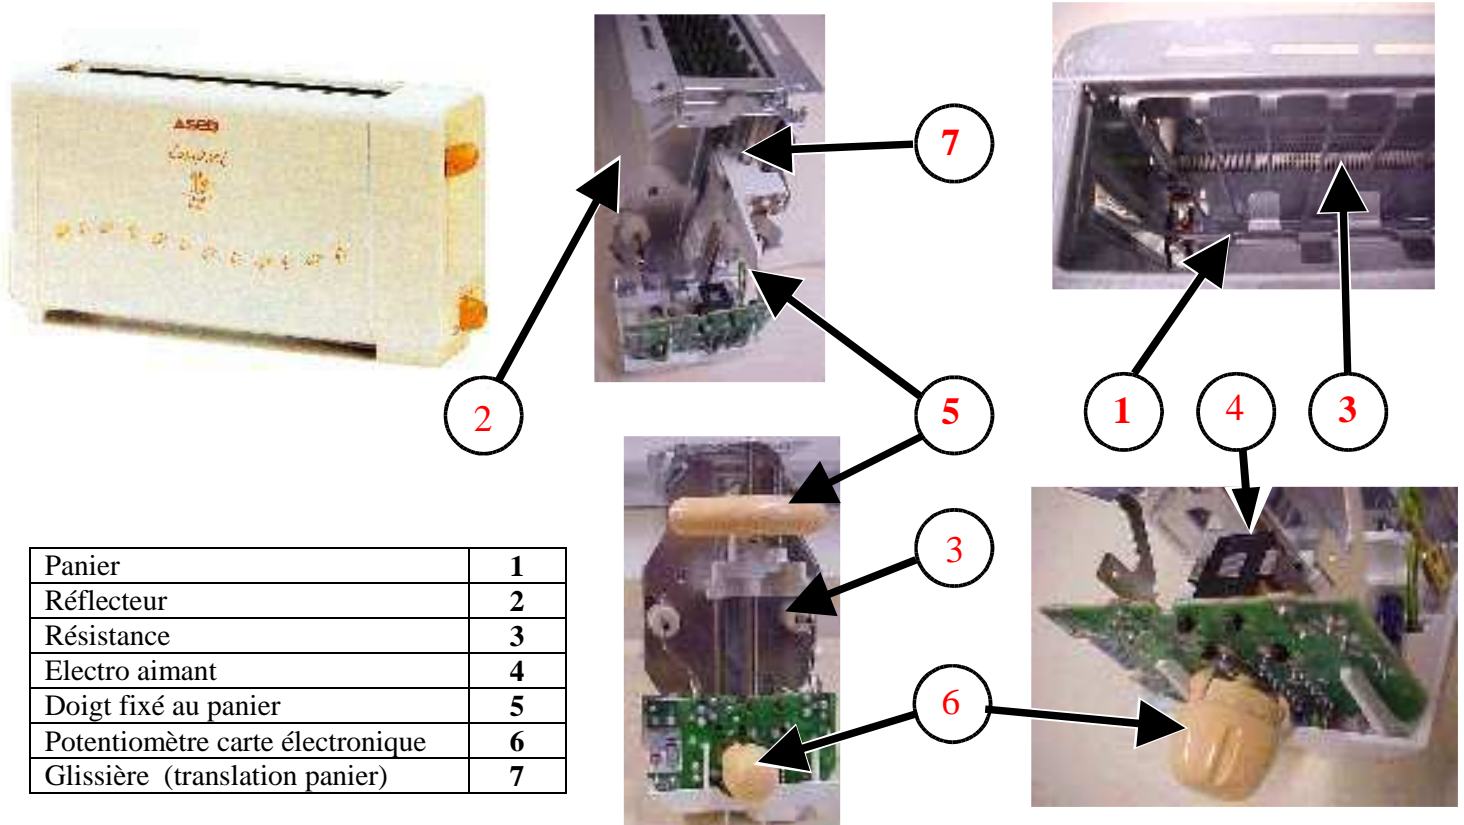 7
2
5
1
4
3
3
6
Panier 1
Réflecteur 2
Résistance 3
Electro aimant 4
Doigt fixé au panier 5
Potentiomètre carte électronique 6
Glissière (translation panier) 7